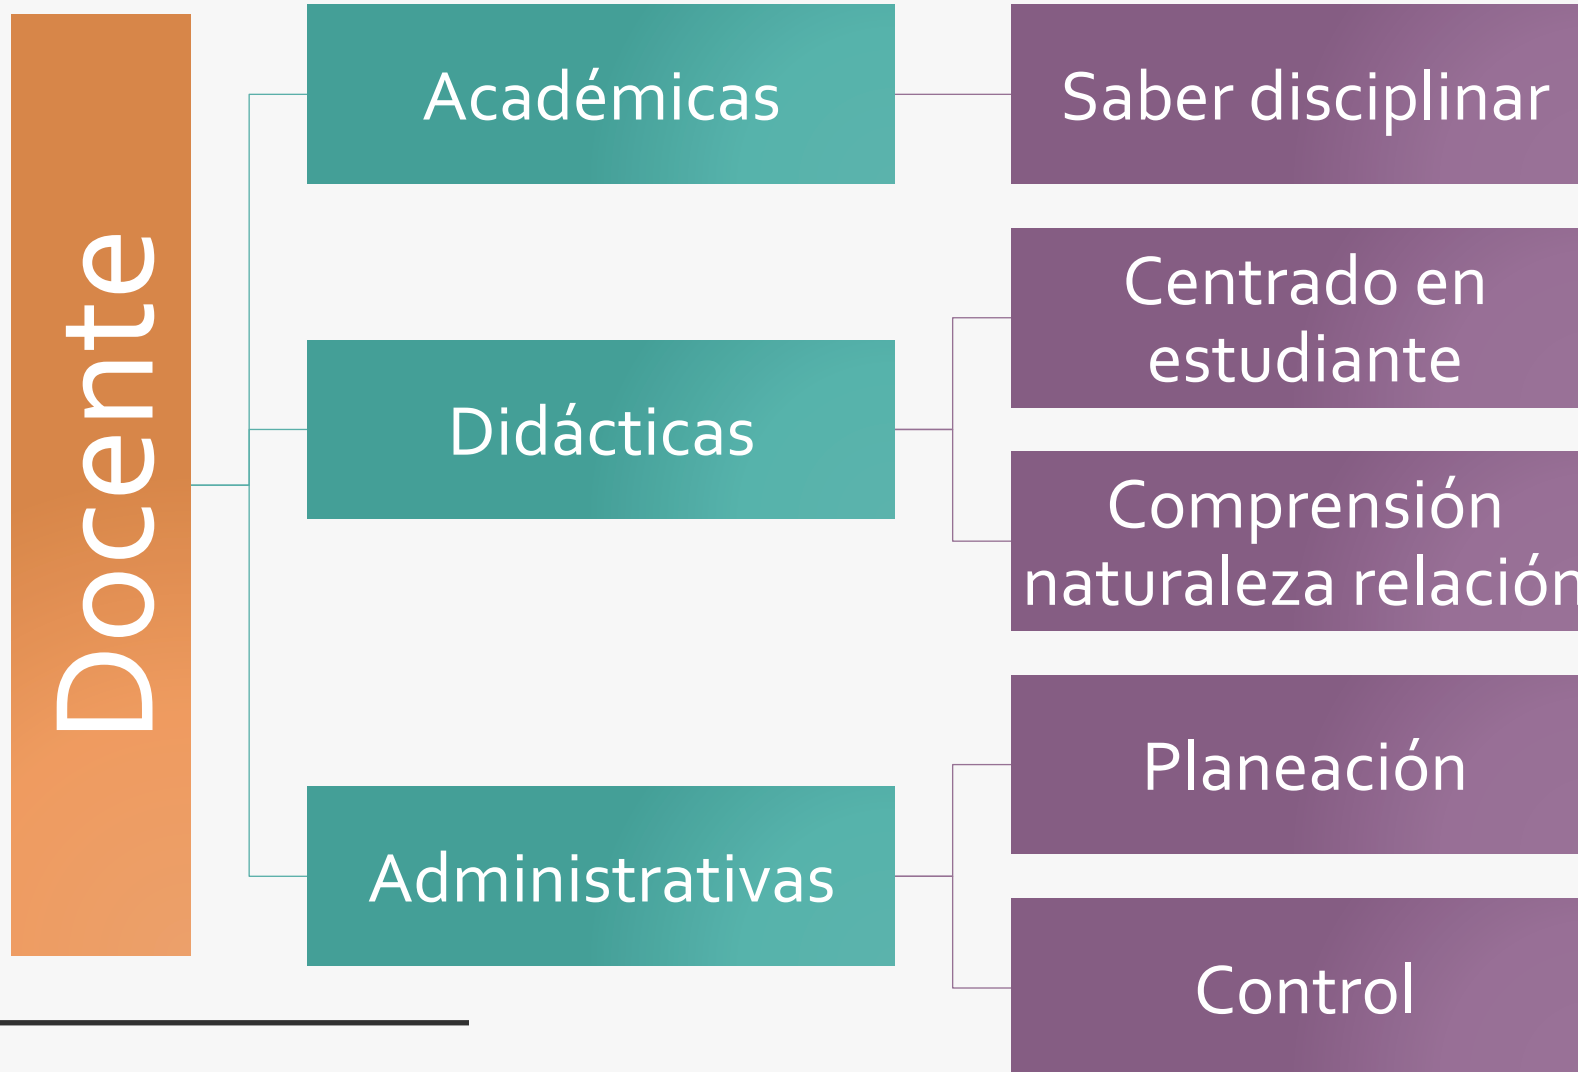 Docente
Académicas
Saber disciplinar
Didácticas
Centrado en
estudiante
Comprensión
naturaleza relación
Administrativas
Planeación
Control